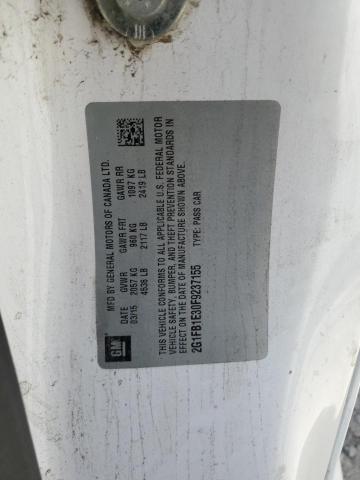 MFD BY GENERAL MOTORS OF CANADA LTD.
DATE GVWR GAWR FRT GAWR RR
03/15 2057 KG 960 KG 1097 KG
4536 LB 2117 LB 2419 LB
THIS VEHICLE CONFORMS TO ALL APPLICABLE U.S. FEDERAL MOTOR
VEHICLE SAFETY, BUMPER, AND THEFT PREVENTION STANDARDS IN
EFFECT ON THE DATE OF MANUFACTURE SHOWN ABOVE.
2G1FB1E30F9237155 TYPE: PASS CAR
GM